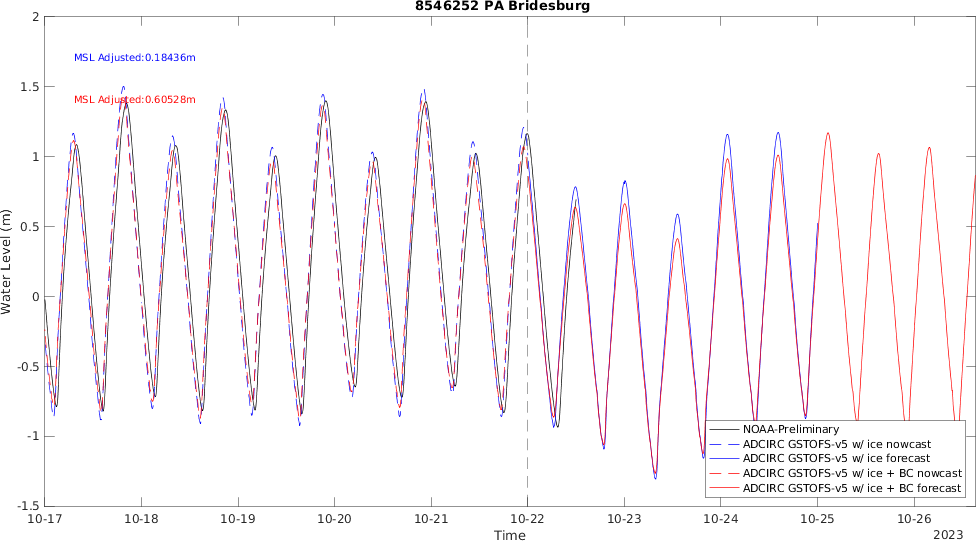 8546252 PA Bridesburg
2
1.5
1
0.5
0
-0.5
-1
-1.5
Water Level (m)
MSL Adjusted:0.18436m
MSL Adjusted:0.60528m
NOAA-Preliminary
ADCIRC GSTOFS-v5 w/ ice nowcast
ADCIRC GSTOFS-v5 w/ ice forecast
ADCIRC GSTOFS-v5 w/ ice + BC nowcast
ADCIRC GSTOFS-v5 w/ ice + BC forecast
10-17 10-18 10-19 10-20 10-21 10-22 10-23 10-24 10-25 10-26
Time
2023